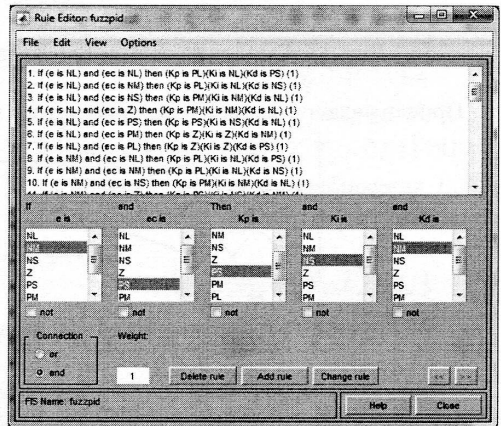 Rule Editor: fuzzpid
File Edit View Options
1. If (e is NL) and (ec is NL) then (Kp is PL)(Ki is NL)(Kd is PS) (1)
2. If (e is NL) and (ec is NM) then (Kp is PL)(Ki is NL)(Kd is NS) (1)
3. If (e is NL) and (ec is NS) then (Kp is PM)(Ki is NM)(Kd is NL) (1)
4. If (e is NL) and (ec is Z) then (Kp is PM)(Ki is NM)(Kd is NL) (1)
5. If (e is NL) and (ec is PS) then (Kp is PS)(Ki is NS)(Kd is NL) (1)
6. If (e is NL) and (ec is PM) then (Kp is Z)(Ki is Z)(Kd is NM) (1)
7. If (e is NL) and (ec is PL) then (Kp is Z)(Ki is Z)(Kd is PS) (1)
8. If (e is NM) and (ec is NL) then (Kp is PL)(Ki is NL)(Kd is PS) (1)
9. If (e is NM) and (ec is NM) then (Kp is PL)(Ki is NL)(Kd is NS) (1)
10. If (e is NM) and (ec is NS) then (Kp is PM)(Ki is NM)(Kd is NL) (1)
If and Then and and
e is ec is Kp is Ki is Kd is
NL NL NM NL NL
NM NM NS NM NM
NS NS Z NS NS
Z Z PS Z Z
PS PS PM PS PS
PM PM PL PM PM
not not not not not
Connection Weight:
or
and 1 Delete rule Add rule Change rule << >>
FIS Name: fuzzpid Help Close